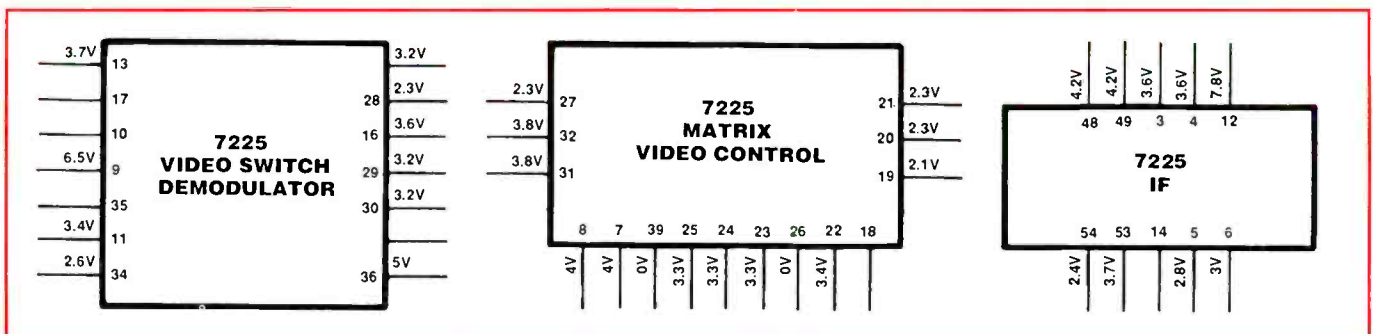 3.7V 13 3.2V
17 28 2.3V
10 16 3.6V
7225
VIDEO SWITCH
DEMODULATOR
6.5V 9 29 3.2V
35 30 3.2V
3.4V 11
2.6V 34 36 5V
2.3V 27 21 2.3V
3.8V 32 20 2.3V
3.8V 31 19 2.1V
7225
MATRIX
VIDEO CONTROL
8 7 39 25 24 23 26 22 18
4V 4V 0V 3.3V 3.3V 3.3V 0V 3.4V
4.2V 4.2V 3.6V 3.6V 7.8V
48 49 3 4 12
7225
IF
54 53 14 5 6
2.4V 3.7V 2.8V 3V